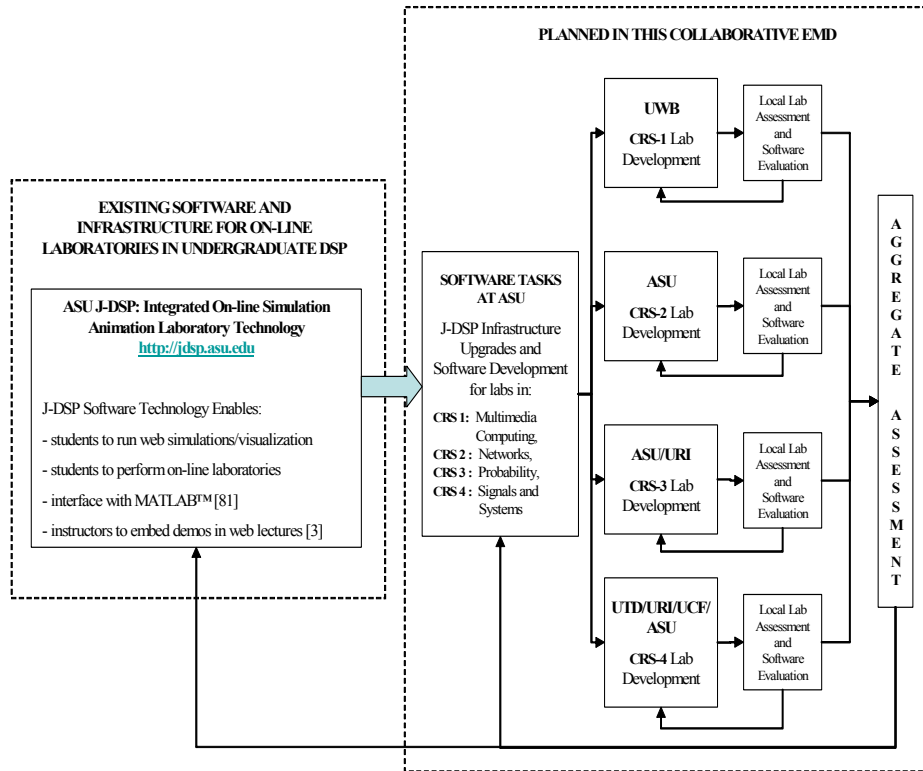 PLANNED IN THIS COLLABORATIVE EMD
EXISTING SOFTWARE AND
INFRASTRUCTURE FOR ON-LINE
LABORATORIES IN UNDERGRADUATE DSP
ASU J-DSP: Integrated On-line Simulation
Animation Laboratory Technology
http://jdsp.asu.edu
J-DSP Software Technology Enables:
- students to run web simulations/visualization
- students to perform on-line laboratories
- interface with MATLAB™ [81]
- instructors to embed demos in web lectures [3]
SOFTWARE TASKS
AT ASU
J-DSP Infrastructure
Upgrades and
Software Development
for labs in:
CRS 1: Multimedia
Computing,
CRS 2 : Networks,
CRS 3 : Probability,
CRS 4 : Signals and
Systems
UWB
CRS-1 Lab
Development
Local Lab
Assessment
and
Software
Evaluation
ASU
CRS-2 Lab
Development
Local Lab
Assessment
and
Software
Evaluation
ASU/URI
CRS-3 Lab
Development
Local Lab
Assessment
and
Software
Evaluation
UTD/URI/UCF/
ASU
CRS-4 Lab
Development
Local Lab
Assessment
and
Software
Evaluation
AGGREGATE ASSESSMENT